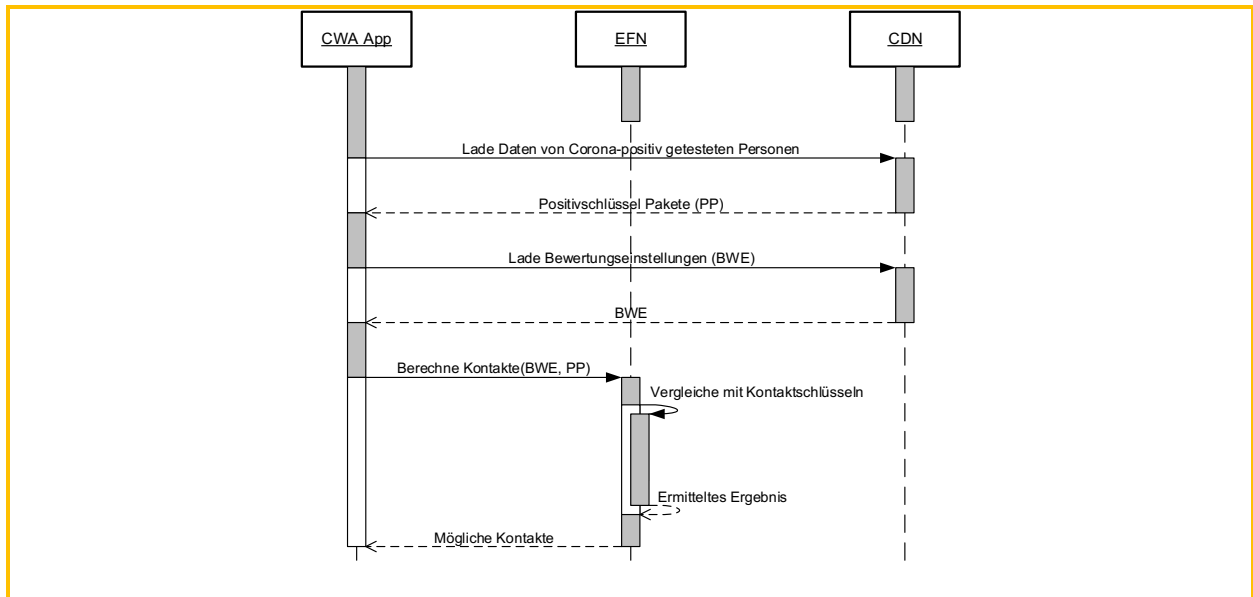 CWA App
EFN
CDN
Lade Daten von Corona-positiv getesteten Personen
Positivschlüssel Pakete (PP)
Lade Bewertungseinstellungen (BWE)
BWE
Berechne Kontakte(BWE, PP)
Vergleiche mit Kontaktschlüsseln
Ermitteltes Ergebnis
Mögliche Kontakte